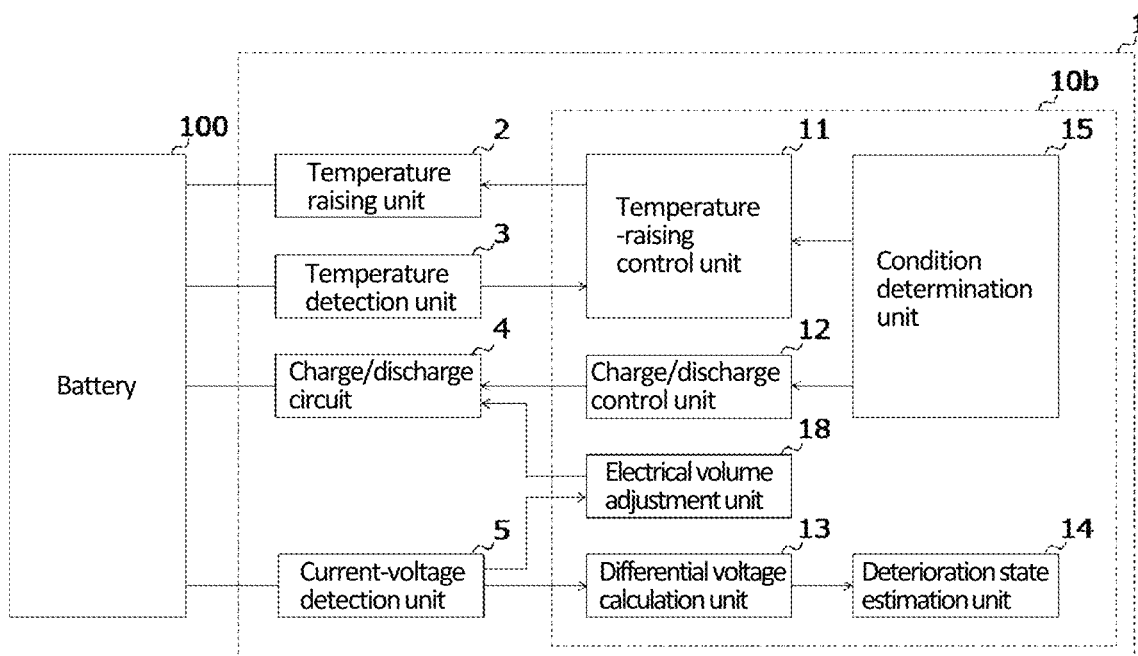 1
10b
100
2
11
15
Temperature
raising unit
Temperature
-raising
control unit
3
Temperature
detection unit
Condition
determination
unit
4
12
Battery
Charge/discharge
circuit
Charge/discharge
control unit
18
Electrical volume
adjustment unit
5
13
14
Current-voltage
detection unit
Differential voltage
calculation unit
Deterioration state
estimation unit